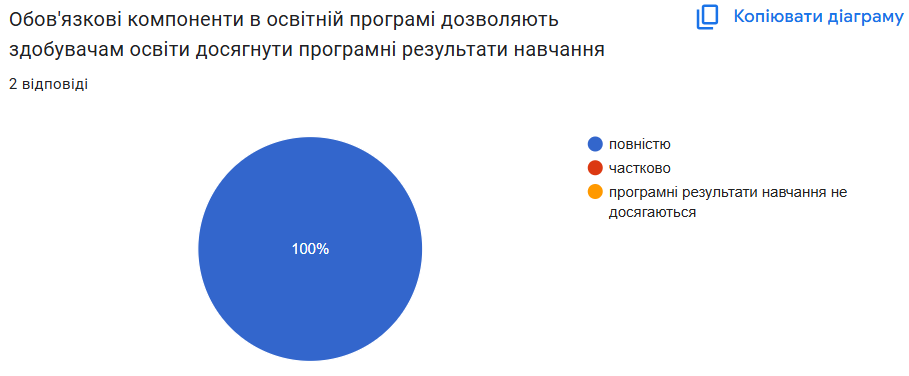 Обов'язкові компоненти в освітній програмі дозволяють
здобувачам освіти досягнути програмні результати навчання
Копіювати діаграму
2 відповіді
повністю
частково
програмні результати навчання не
досягаються
100%